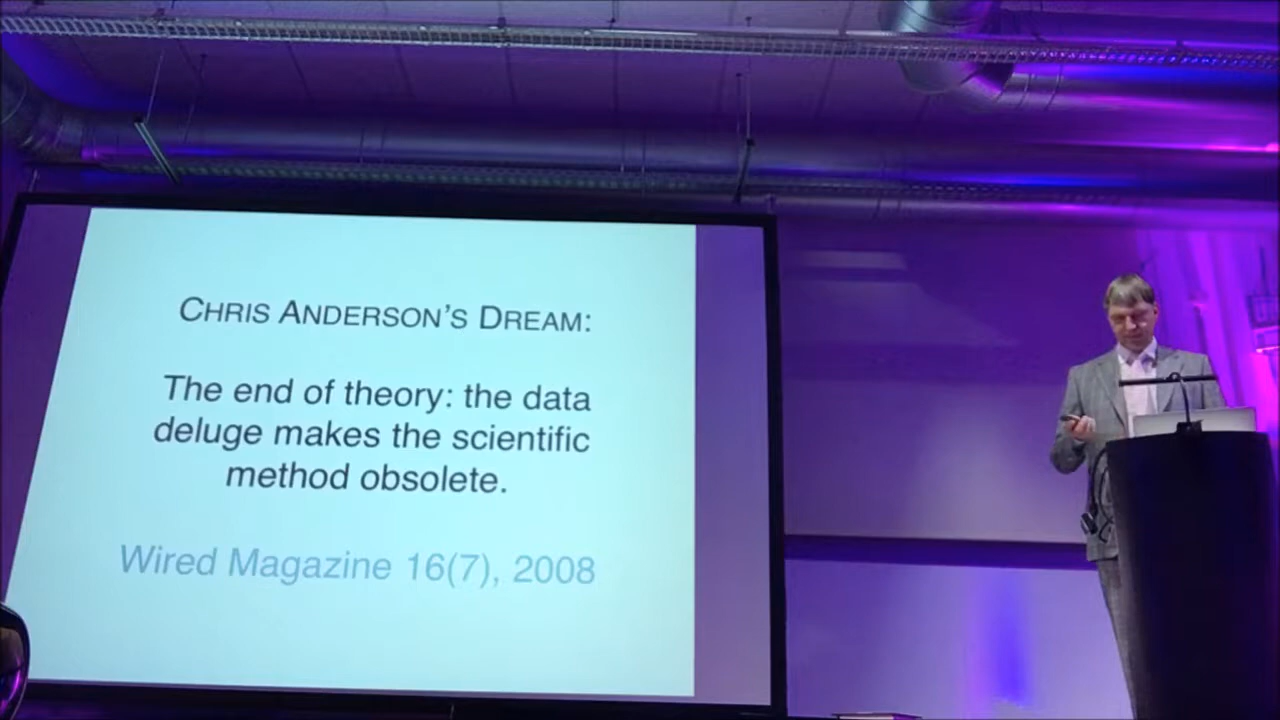 CHRIS ANDERSON'S DREAM:
The end of theory: the data
deluge makes the scientific
method obsolete.
Wired Magazine 16(7), 2008